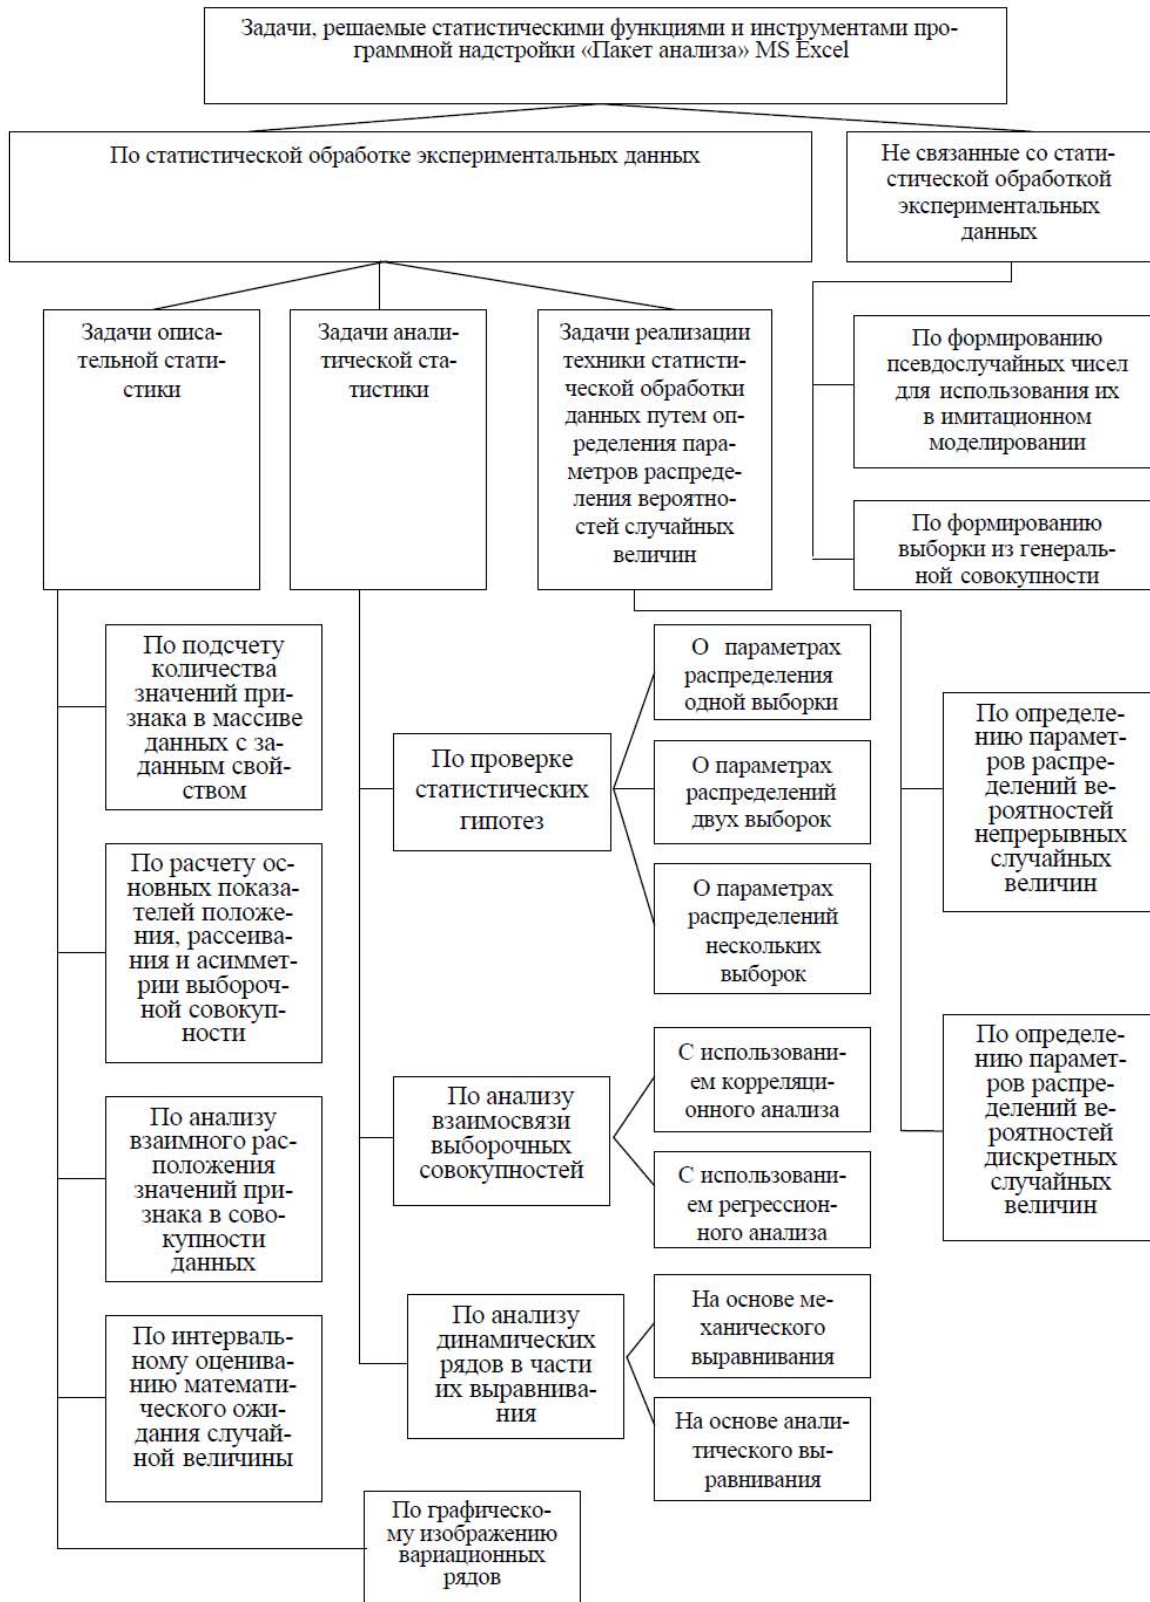 Задачи, решаемые статистическими функциями и инструментами про-
граммной надстройки «Пакет анализа» MS Excel
По статистической обработке экспериментальных данных
Не связанные со стати-
стической обработкой
экспериментальных
данных
Задачи описа-
тельной стати-
стики
Задачи анали-
тической ста-
тистики
Задачи реализации
техники статисти-
ческой обработки
данных путем оп-
ределения пара-
метров распреде-
ления вероятно-
стей случайных
величин
По формированию
псевдослучайных чисел
для использования их
в имитационном
моделировании
По формированию
выборки из генераль-
ной совокупности
По подсчету
количества
значений при-
знака в массиве
данных с за-
данным свой-
ством
По расчету ос-
новных показа-
телей положе-
ния, рассеива-
ния и асиммет-
рии выбороч-
ной совокуп-
ности
По анализу
взаимного рас-
положения
значений при-
знака в сово-
купности
данных
По интерваль-
ному оценива-
нию математи-
ческого ожи-
дания случай-
ной величины
По графическо-
му изображению
вариационных
рядов
По проверке
статистических
гипотез
О параметрах
распределения
одной выборки
О параметрах
распределений
двух выборок
О параметрах
распределений
нескольких
выборок
По анализу
взаимосвязи
выборочных
совокупностей
С использовани-
ем корреляци-
онного анализа
С использовани-
ем регрессион-
ного анализа
По анализу
динамических
рядов в части
их выравнива-
ния
На основе ме-
ханического
выравнивания
На основе анали-
тического вы-
равнивания
По определе-
нию парамет-
ров распре-
делений ве-
роятностей
непрерывных
случайных
величин
По определе-
нию парамет-
ров распре-
делений ве-
роятностей
дискретных
случайных
величин